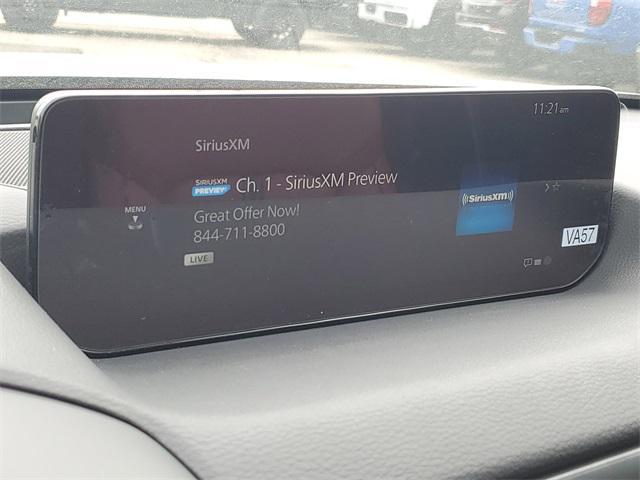 11:21 am
SiriusXM
SIRIUSXM
PREVIEW
Ch. 1 - SiriusXM Preview
MENU
Great Offer Now!
844-711-8800
((SiriusXM))
VA57
LIVE